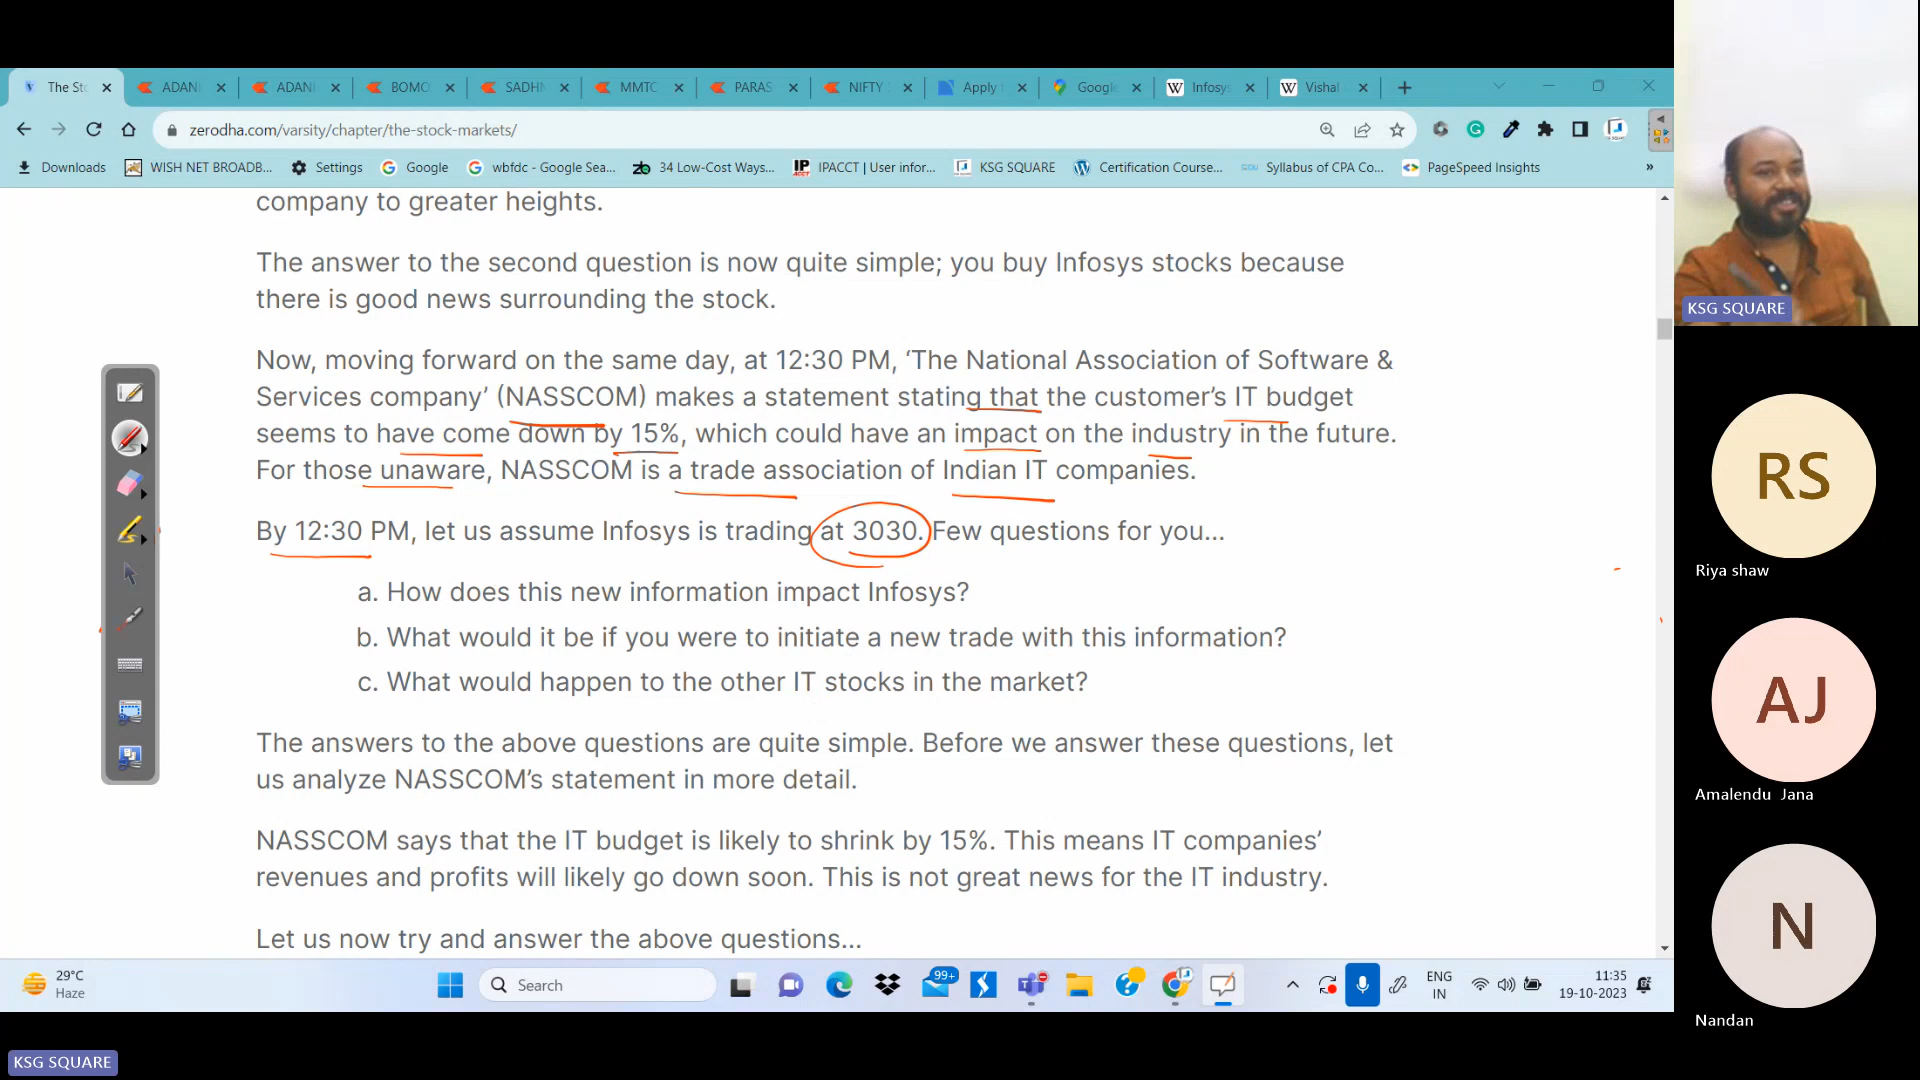 The Sto
ADANI
ADANI
BOMO
SADHN
MMTC
PARAS
NIFTY
Apply
Google
Infosys
Vishal
zerodha.com/varsity/chapter/the-stock-markets/
Downloads
WISH NET BROADB...
Settings
Google
wbfdc - Google Sea...
34 Low-Cost Ways...
IPACCT | User infor...
KSG SQUARE
Certification Course...
Syllabus of CPA Co...
PageSpeed Insights
»
company to greater heights.
The answer to the second question is now quite simple; you buy Infosys stocks because
there is good news surrounding the stock.
Now, moving forward on the same day, at 12:30 PM, ‘The National Association of Software &
Services company’ (NASSCOM) makes a statement stating that the customer’s IT budget
seems to have come down by 15%, which could have an impact on the industry in the future.
For those unaware, NASSCOM is a trade association of Indian IT companies.
By 12:30 PM, let us assume Infosys is trading at 3030. Few questions for you...
a. How does this new information impact Infosys?
b. What would it be if you were to initiate a new trade with this information?
c. What would happen to the other IT stocks in the market?
The answers to the above questions are quite simple. Before we answer these questions, let
us analyze NASSCOM’s statement in more detail.
NASSCOM says that the IT budget is likely to shrink by 15%. This means IT companies’
revenues and profits will likely go down soon. This is not great news for the IT industry.
Let us now try and answer the above questions...
29°C
Haze
Search
99+
ENG
IN
11:35
19-10-2023
KSG SQUARE
RS
Riya shaw
AJ
Amalendu Jana
N
Nandan
KSG SQUARE